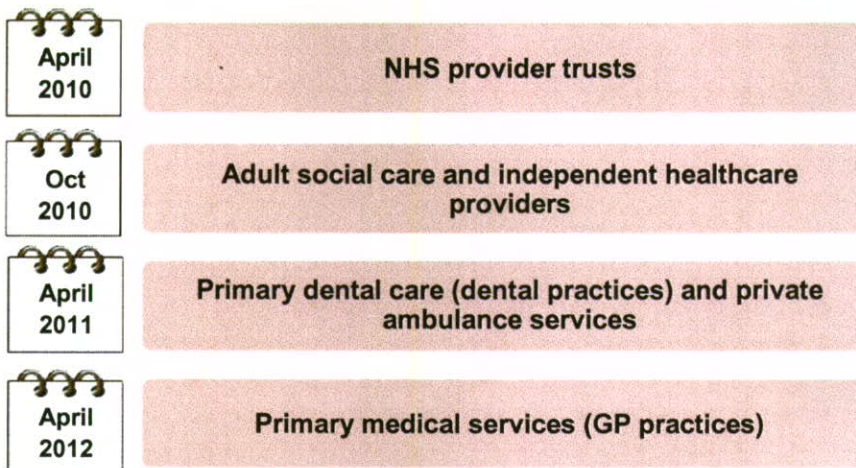 April
2010
NHS provider trusts
Oct
2010
Adult social care and independent healthcare
providers
April
2011
Primary dental care (dental practices) and private
ambulance services
April
2012
Primary medical services (GP practices)